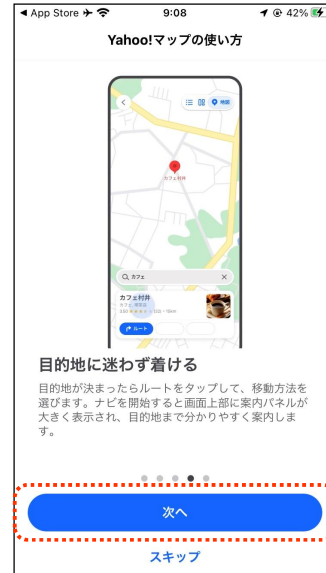 App Store
9:08
42%
Yahoo!マップの使い方
地図
カフェ村井
カフェ
カフェ村井
ルート
目的地に迷わず着ける
目的地が決まったらルートをタップして、移動方法を
選びます。ナビを開始すると画面上部に案内パネルが
大きく表示され、目的地まで分かりやすく案内しま
す。
次へ
スキップ